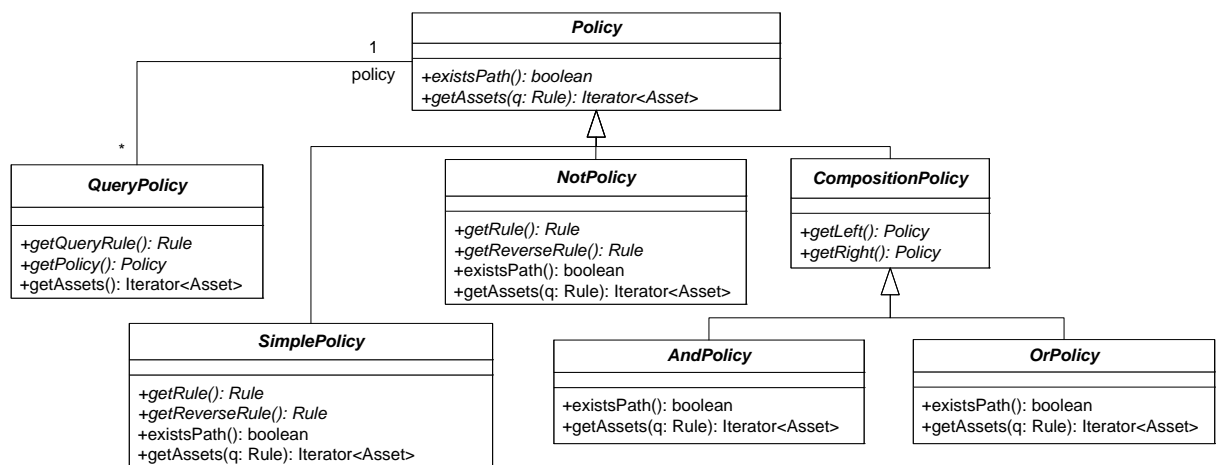 Policy
+existsPath(): boolean
+getAssets(q: Rule): Iterator<Asset>
1
policy
*
QueryPolicy
+getQueryRule(): Rule
+getPolicy(): Policy
+getAssets(): Iterator<Asset>
NotPolicy
+getRule(): Rule
+getReverseRule(): Rule
+existsPath(): boolean
+getAssets(q: Rule): Iterator<Asset>
CompositionPolicy
+getLeft(): Policy
+getRight(): Policy
SimplePolicy
+getRule(): Rule
+getReverseRule(): Rule
+existsPath(): boolean
+getAssets(q: Rule): Iterator<Asset>
AndPolicy
+existsPath(): boolean
+getAssets(q: Rule): Iterator<Asset>
OrPolicy
+existsPath(): boolean
+getAssets(q: Rule): Iterator<Asset>